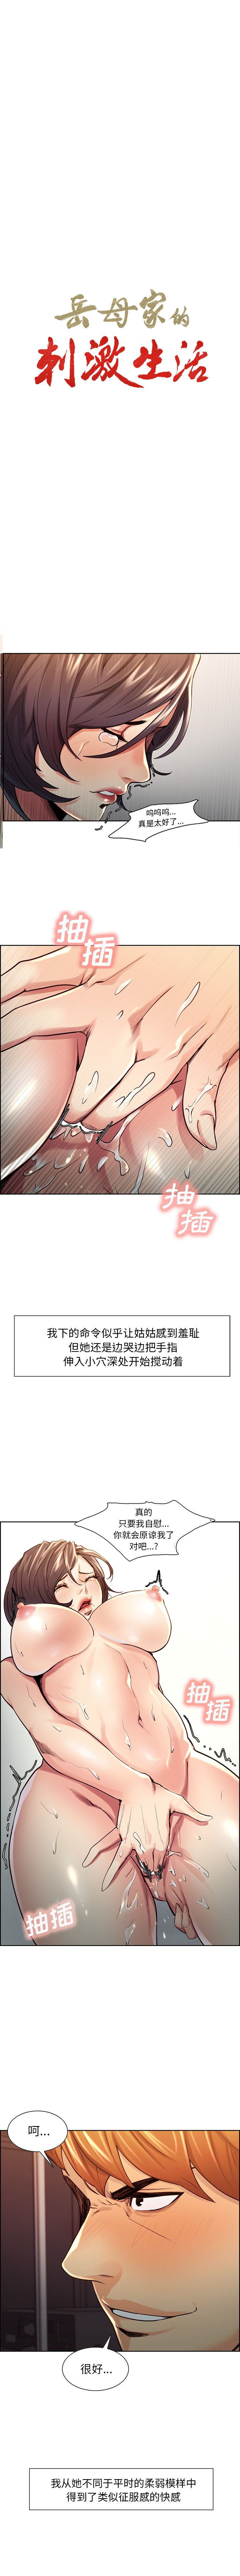 岳母家的
刺激生活
呜呜呜...
真是太好了...
抽
插
抽
插
我下的命令似乎让姑姑感到羞耻
但她还是边哭边把手指
伸入小穴深处开始搅动着
真的
只要我自慰...
你就会原谅我了
对吧...?
抽
插
抽插
呵...
很好...
我从她不同于平时的柔弱模样中
得到了类似征服感的快感